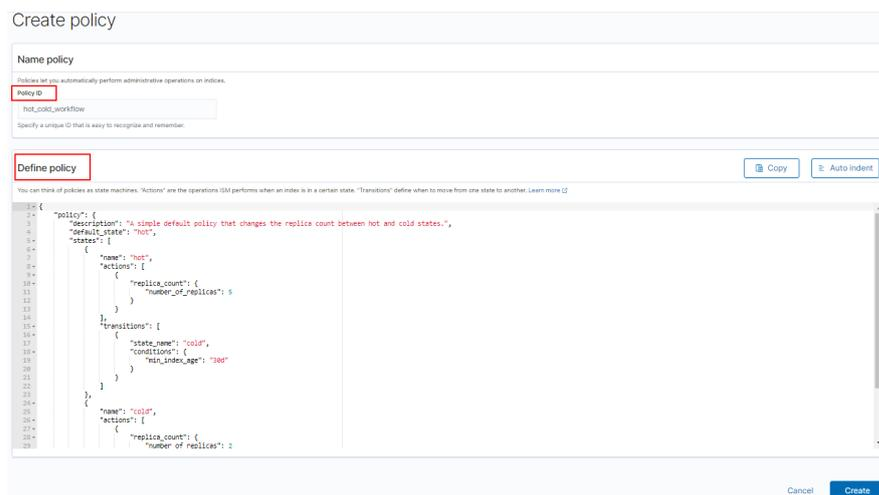 Create policy
Name policy
Policies let you automatically perform administrative operations on indices.
Policy ID
hot_cold_workflow
Specify a unique ID that is easy to recognize and remember.
Define policy
Copy
Auto indent
You can think of policies as state machines. "Actions" are the operations ISM performs when an index is in a certain state. "Transitions" define when to move from one state to another. Learn more
1 {
2 "policy": {
3 "description": "A simple default policy that changes the replica count between hot and cold states.",
4 "default_state": "hot",
5 "states": [
6 {
7 "name": "hot",
8 "actions": [
9 {
10 "replica_count": {
11 "number_of_replicas": 5
12 }
13 }
14 ],
15 "transitions": [
16 {
17 "state_name": "cold",
18 "conditions": {
19 "min_index_age": "30d"
20 }
21 }
22 ]
23 },
24 {
25 "name": "cold",
26 "actions": [
27 {
28 "replica_count": {
29 "number_of_replicas": 2
Cancel
Create